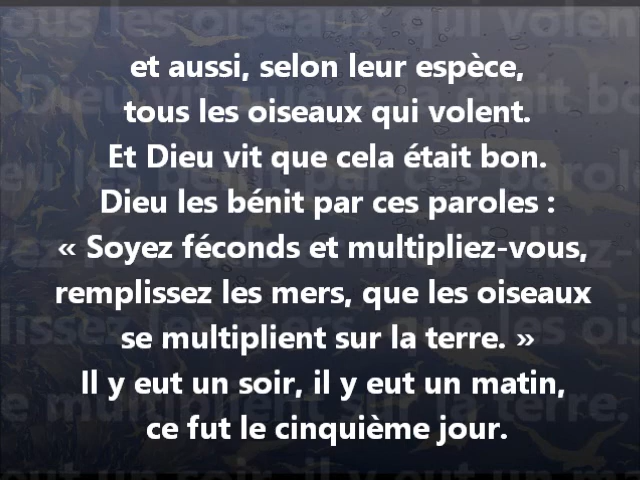 et aussi, selon leur espèce,
tous les oiseaux qui volent.
Et Dieu vit que cela était bon.
Dieu les bénit par ces paroles :
« Soyez féconds et multipliez-vous,
remplissez les mers, que les oiseaux
se multiplient sur la terre. »
Il y eut un soir, il y eut un matin,
ce fut le cinquième jour.